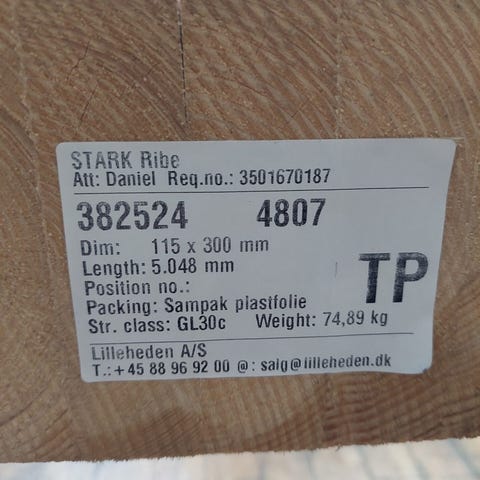 STARK Ribe
Att: Daniel Req.no.: 3501670187
382524 4807
Dim: 115 x 300 mm
Length: 5.048 mm
Position no.:
TP
Packing: Sampak plastfolie
Str. class: GL30c Weight: 74,89 kg
Lilleheden A/S
T.: +45 88 96 92 00 @: salg@lilleheden.dk